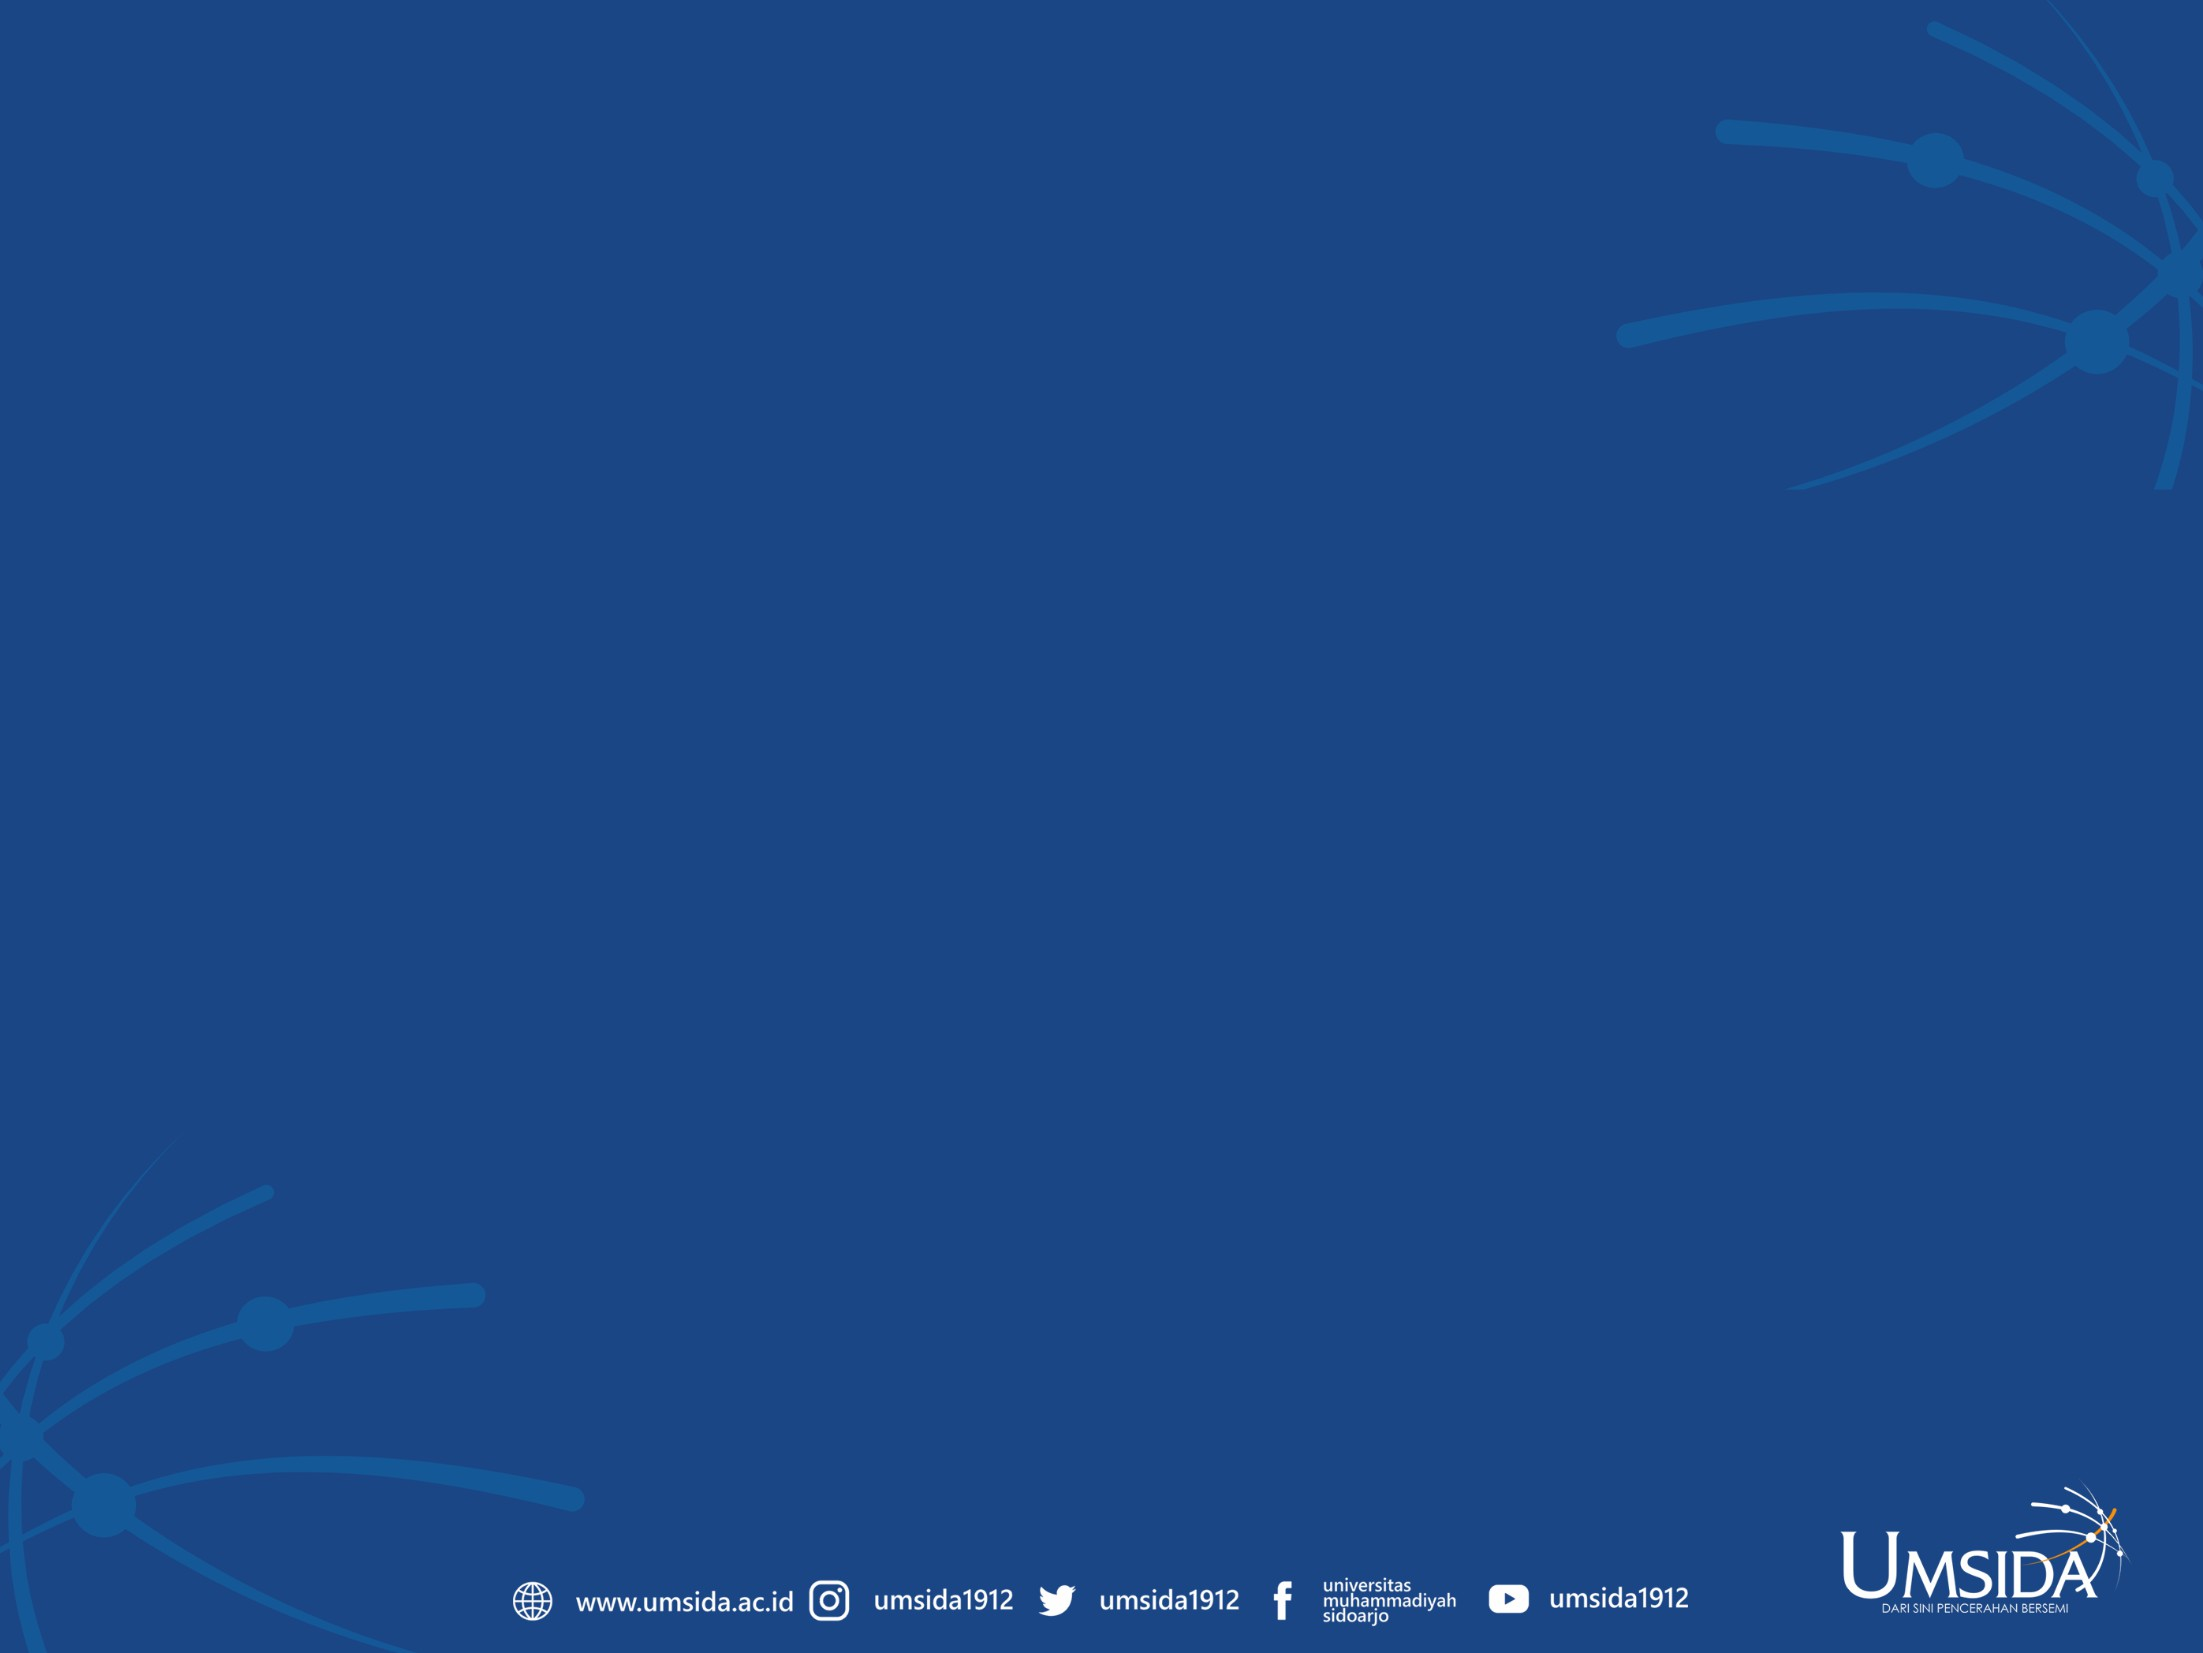 www.umsida.ac.id
umsida1912
umsida1912
universitas
muhammadiyah
sidoarjo
umsida1912
UMSIDA
DARI SINI PENCERAHAN BERSEMI